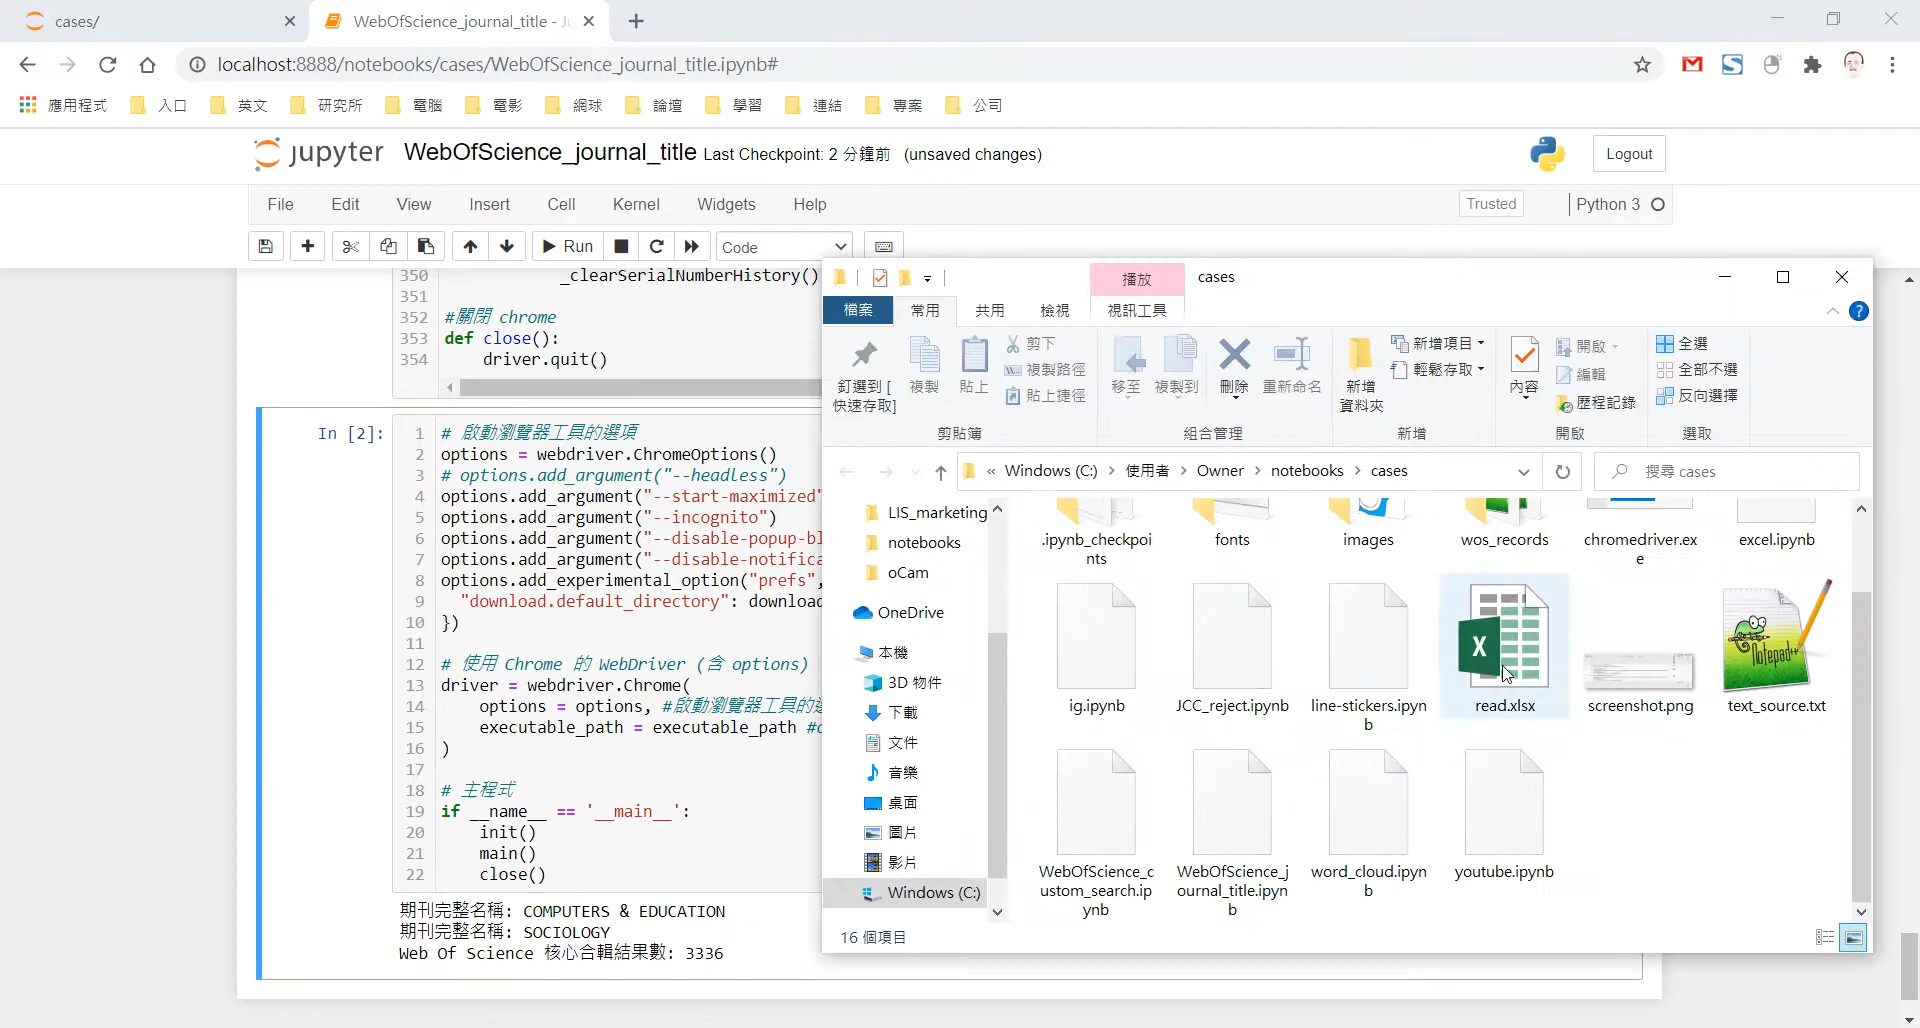 cases/
WebOfScience_journal_title - Ju
localhost:8888/notebooks/cases/WebOfScience_journal_title.ipynb#
應用程式 入口 英文 研究所 電腦 電影 網球 論壇 學習 連結 專案 公司
jupyter WebOfScience_journal_title Last Checkpoint: 2 分鐘前 (unsaved changes)
Logout
File Edit View Insert Cell Kernel Widgets Help
Trusted Python 3
Run Code
350 _clearSerialNumberHistory()
351
352 #關閉 chrome
353 def close():
354 driver.quit()
In [2]:
1 # 啟動瀏覽器工具的選項
2 options = webdriver.ChromeOptions()
3 # options.add_argument("--headless")
4 options.add_argument("--start-maximized"
5 options.add_argument("--incognito")
6 options.add_argument("--disable-popup-bl
7 options.add_argument("--disable-notifica
8 options.add_experimental_option("prefs",
9 "download.default_directory": download
10 })
11
12 # 使用 Chrome 的 WebDriver (含 options)
13 driver = webdriver.Chrome(
14 options = options, #啟動瀏覽器工具的選
15 executable_path = executable_path #
16 )
17
18 # 主程式
19 if __name__ == '__main__':
20 init()
21 main()
22 close()
期刊完整名稱: COMPUTERS & EDUCATION
期刊完整名稱: SOCIOLOGY
Web Of Science 核心合輯結果數: 3336
播放
cases
檔案 常用 共用 檢視 視訊工具
釘選到 [
快速存取]
複製
貼上
剪下
複製路徑
貼上捷徑
剪貼簿
移至
複製到
刪除
重新命名
組合管理
新增
資料夾
新增項目
輕鬆存取
新增
內容
開啟
編輯
歷程記錄
開啟
全選
全部不選
反向選擇
選取
« Windows (C:) › 使用者 › Owner › notebooks › cases
搜尋 cases
LIS_marketing
notebooks
oCam
OneDrive
本機
3D 物件
下載
文件
音樂
桌面
圖片
影片
Windows (C:)
.ipynb_checkpoi
nts
fonts
images
wos_records
chromedriver.ex
e
excel.ipynb
ig.ipynb
JCC_reject.ipynb
line-stickers.ipyn
b
read.xlsx
screenshot.png
Notepad++
text_source.txt
WebOfScience_c
ustom_search.ip
ynb
WebOfScience_j
ournal_title.ipyn
b
word_cloud.ipyn
b
youtube.ipynb
16 個項目